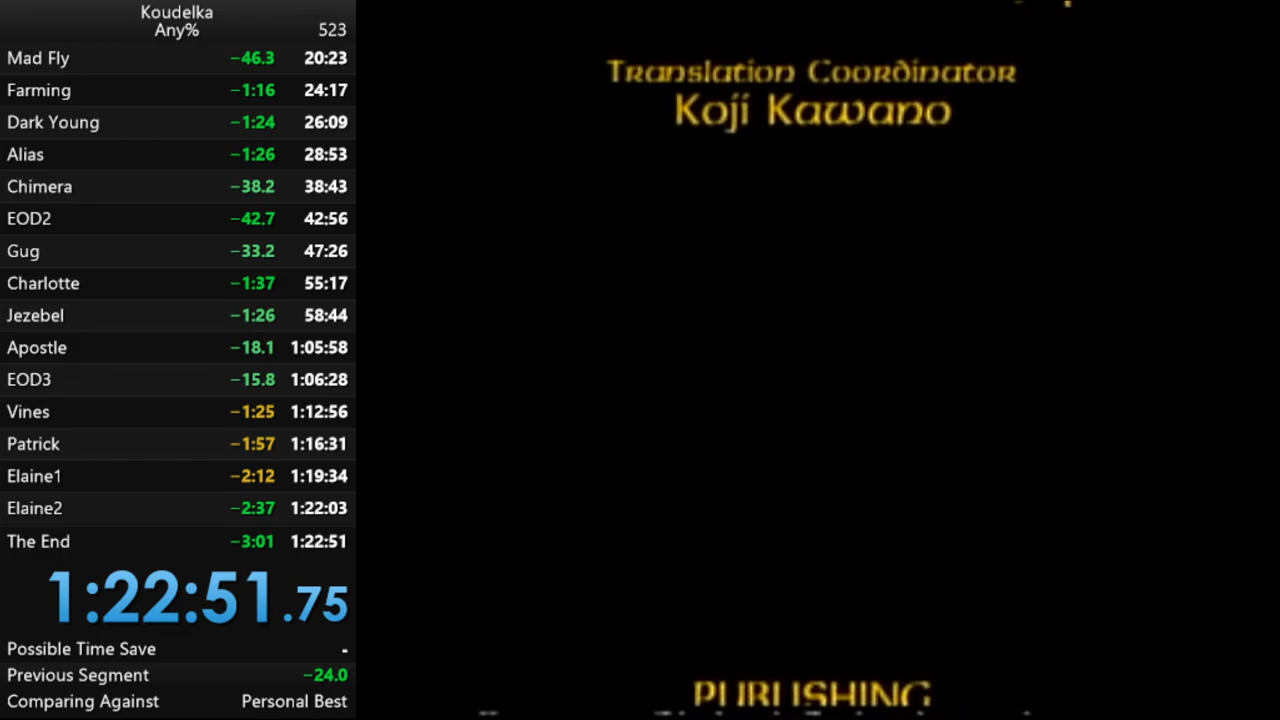 Koudelka
Any% 523
Mad Fly −46.3 20:23
Farming −1:16 24:17
Dark Young −1:24 26:09
Alias −1:26 28:53
Chimera −38.2 38:43
EOD2 −42.7 42:56
Gug −33.2 47:26
Charlotte −1:37 55:17
Jezebel −1:26 58:44
Apostle −18.1 1:05:58
EOD3 −15.8 1:06:28
Vines −1:25 1:12:56
Patrick −1:57 1:16:31
Elaine1 −2:12 1:19:34
Elaine2 −2:37 1:22:03
The End −3:01 1:22:51
1:22:51.75
Possible Time Save -
Previous Segment −24.0
Comparing Against Personal Best
Translation Coordinator
Koji Kawano
PUBLISHING